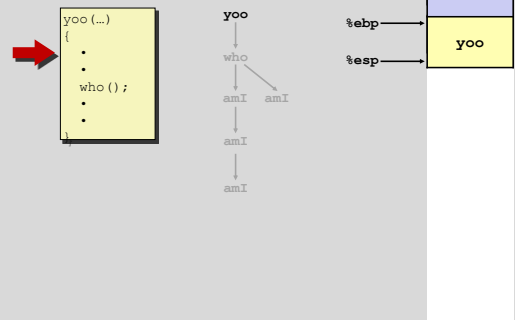 yoo(…)
{
•
•
who();
•
•
}
yoo
who
amI amI
amI
amI
%ebp
%esp
yoo